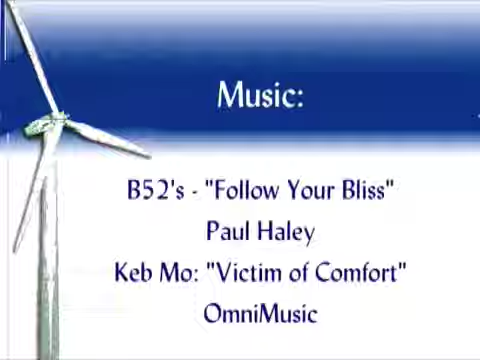 Music:
B52's - "Follow Your Bliss"
Paul Haley
Keb Mo: "Victim of Comfort"
OmniMusic